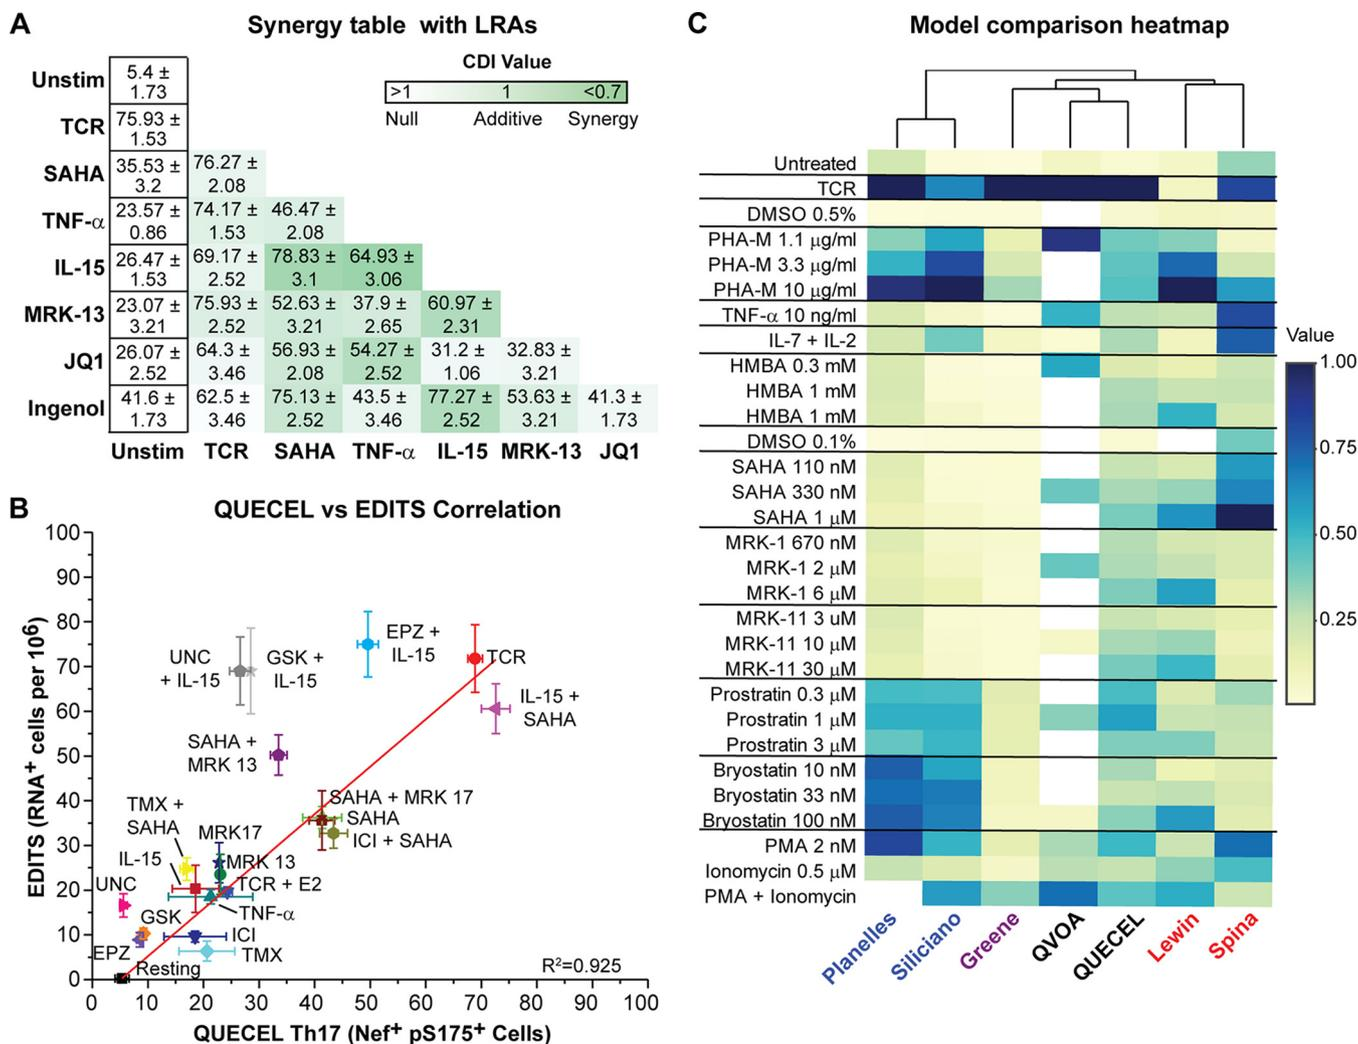 A
Synergy table with LRAs
CDI Value
>1 1 <0.7
Null Additive Synergy
Unstim
5.4 ±
1.73
TCR
75.93 ±
1.53
SAHA
35.53 ± 76.27 ±
3.2 2.08
TNF-α
23.57 ± 74.17 ± 46.47 ±
0.86 1.53 2.08
IL-15
26.47 ± 69.17 ± 78.83 ± 64.93 ±
1.53 2.52 3.1 3.06
MRK-13
23.07 ± 75.93 ± 52.63 ± 37.9 ± 60.97 ±
3.21 2.52 3.21 2.65 2.31
JQ1
26.07 ± 64.3 ± 56.93 ± 54.27 ± 31.2 ± 32.83 ±
2.52 3.46 2.08 2.52 1.06 3.21
Ingenol
41.6 ± 62.5 ± 75.13 ± 43.5 ± 77.27 ± 53.63 ± 41.3 ±
1.73 3.46 2.52 3.46 2.52 3.21 1.73
Unstim TCR SAHA TNF-α IL-15 MRK-13 JQ1
B
QUECEL vs EDITS Correlation
EDITS (RNA⁺ cells per 10⁶)
100
90
80
70
60
50
40
30
20
10
0
UNC
+ IL-15
GSK +
IL-15
EPZ +
IL-15
TCR
IL-15 +
SAHA
SAHA +
MRK 13
TMX +
SAHA
SAHA + MRK 17
SAHA
ICI + SAHA
MRK17
IL-15
MRK 13
TCR + E2
UNC
TNF-α
GSK
ICI
EPZ
TMX
Resting
R²=0.925
0 10 20 30 40 50 60 70 80 90 100
QUECEL Th17 (Nef⁺ pS175⁺ Cells)
C
Model comparison heatmap
Untreated
TCR
DMSO 0.5%
PHA-M 1.1 µg/ml
PHA-M 3.3 µg/ml
PHA-M 10 µg/ml
TNF-α 10 ng/ml
IL-7 + IL-2
HMBA 0.3 mM
HMBA 1 mM
HMBA 1 mM
DMSO 0.1%
SAHA 110 nM
SAHA 330 nM
SAHA 1 µM
MRK-1 670 nM
MRK-1 2 µM
MRK-1 6 µM
MRK-11 3 uM
MRK-11 10 µM
MRK-11 30 µM
Prostratin 0.3 µM
Prostratin 1 µM
Prostratin 3 µM
Bryostatin 10 nM
Bryostatin 33 nM
Bryostatin 100 nM
PMA 2 nM
Ionomycin 0.5 µM
PMA + Ionomycin
Planelles
Siliciano
Greene
QVOA
QUECEL
Lewin
Spina
Value
1.00
0.75
0.50
0.25